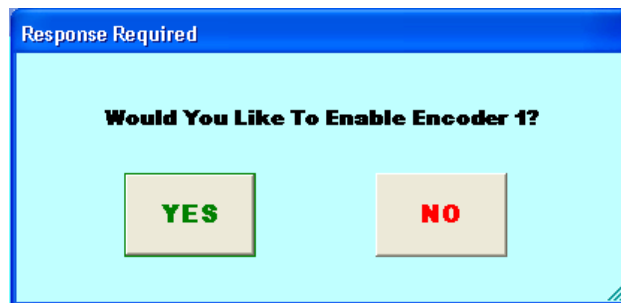 Response Required
Would You Like To Enable Encoder 1?
YES
NO